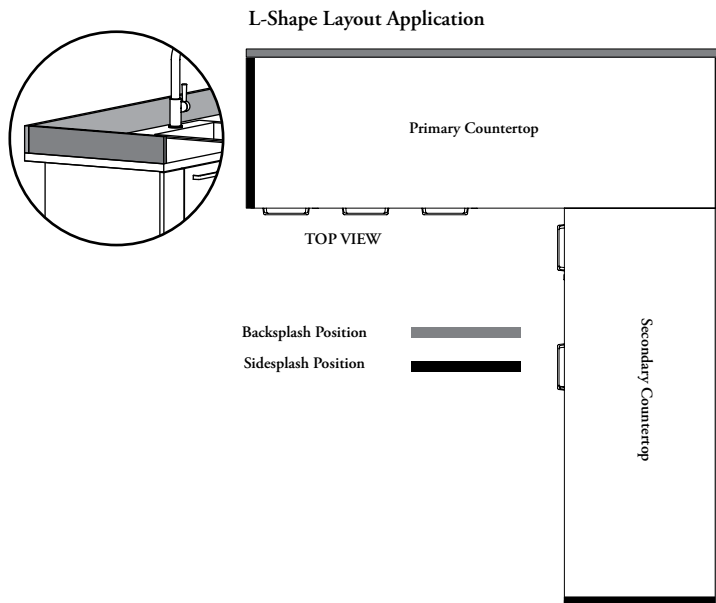 L-Shape Layout Application
Primary Countertop
TOP VIEW
Backsplash Position
Sidesplash Position
Secondary Countertop